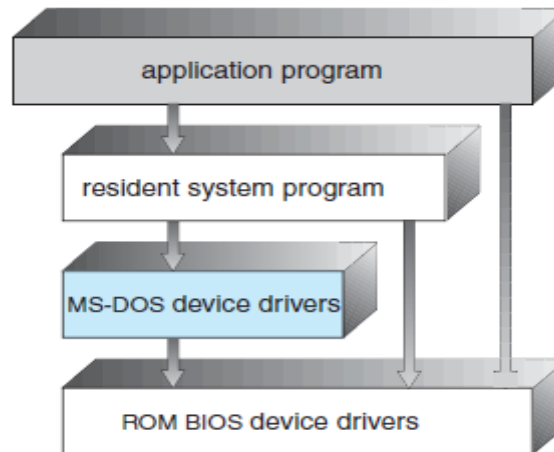 application program
resident system program
MS-DOS device drivers
ROM BIOS device drivers